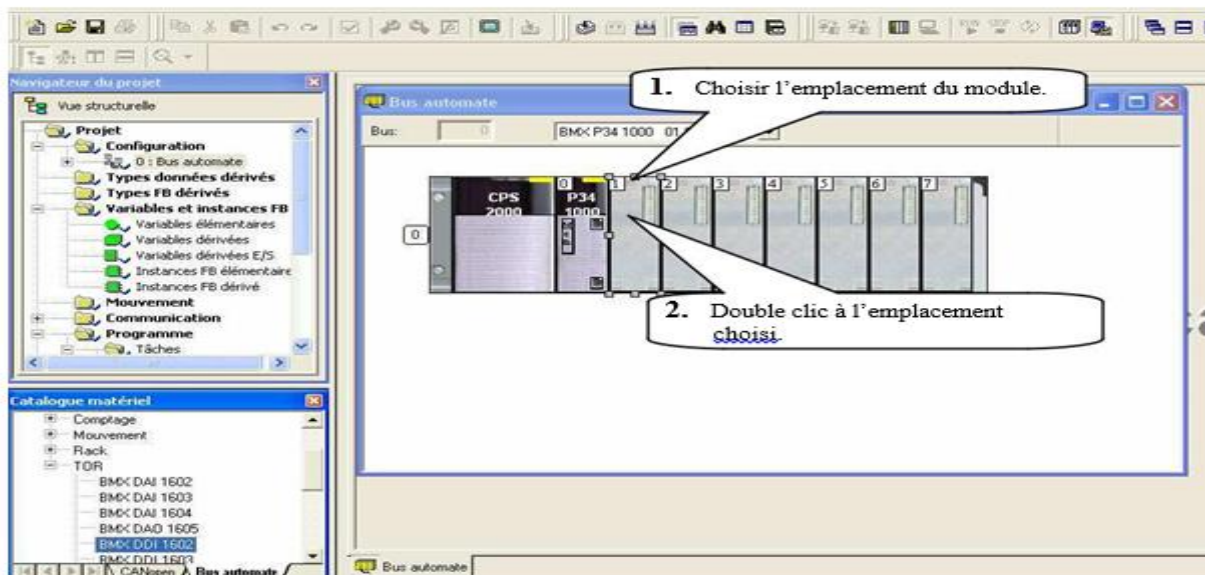 Navigateur du projet
Vue structurelle
Projet
Configuration
0 : Bus automate
Types données dérivés
Types FB dérivés
Variables et instances FB
Variables élémentaires
Variables dérivées
Variables dérivées E/S
Instances FB élémentaire
Instances FB dérivé
Mouvement
Communication
Programme
Tâches
Catalogue matériel
Comptage
Mouvement
Rack
TOR
BMX DAI 1602
BMX DAI 1603
BMX DAI 1604
BMX DAO 1605
BMX DDI 1602
BMX DDI 1603
CANopen Bus automate
Bus automate
Bus: 0 BMX P34 1000 01.
1. Choisir l'emplacement du module.
0 1 2 3 4 5 6 7
CPS 2000
P34 1000
0
2. Double clic à l'emplacement
choisi.
Bus automate